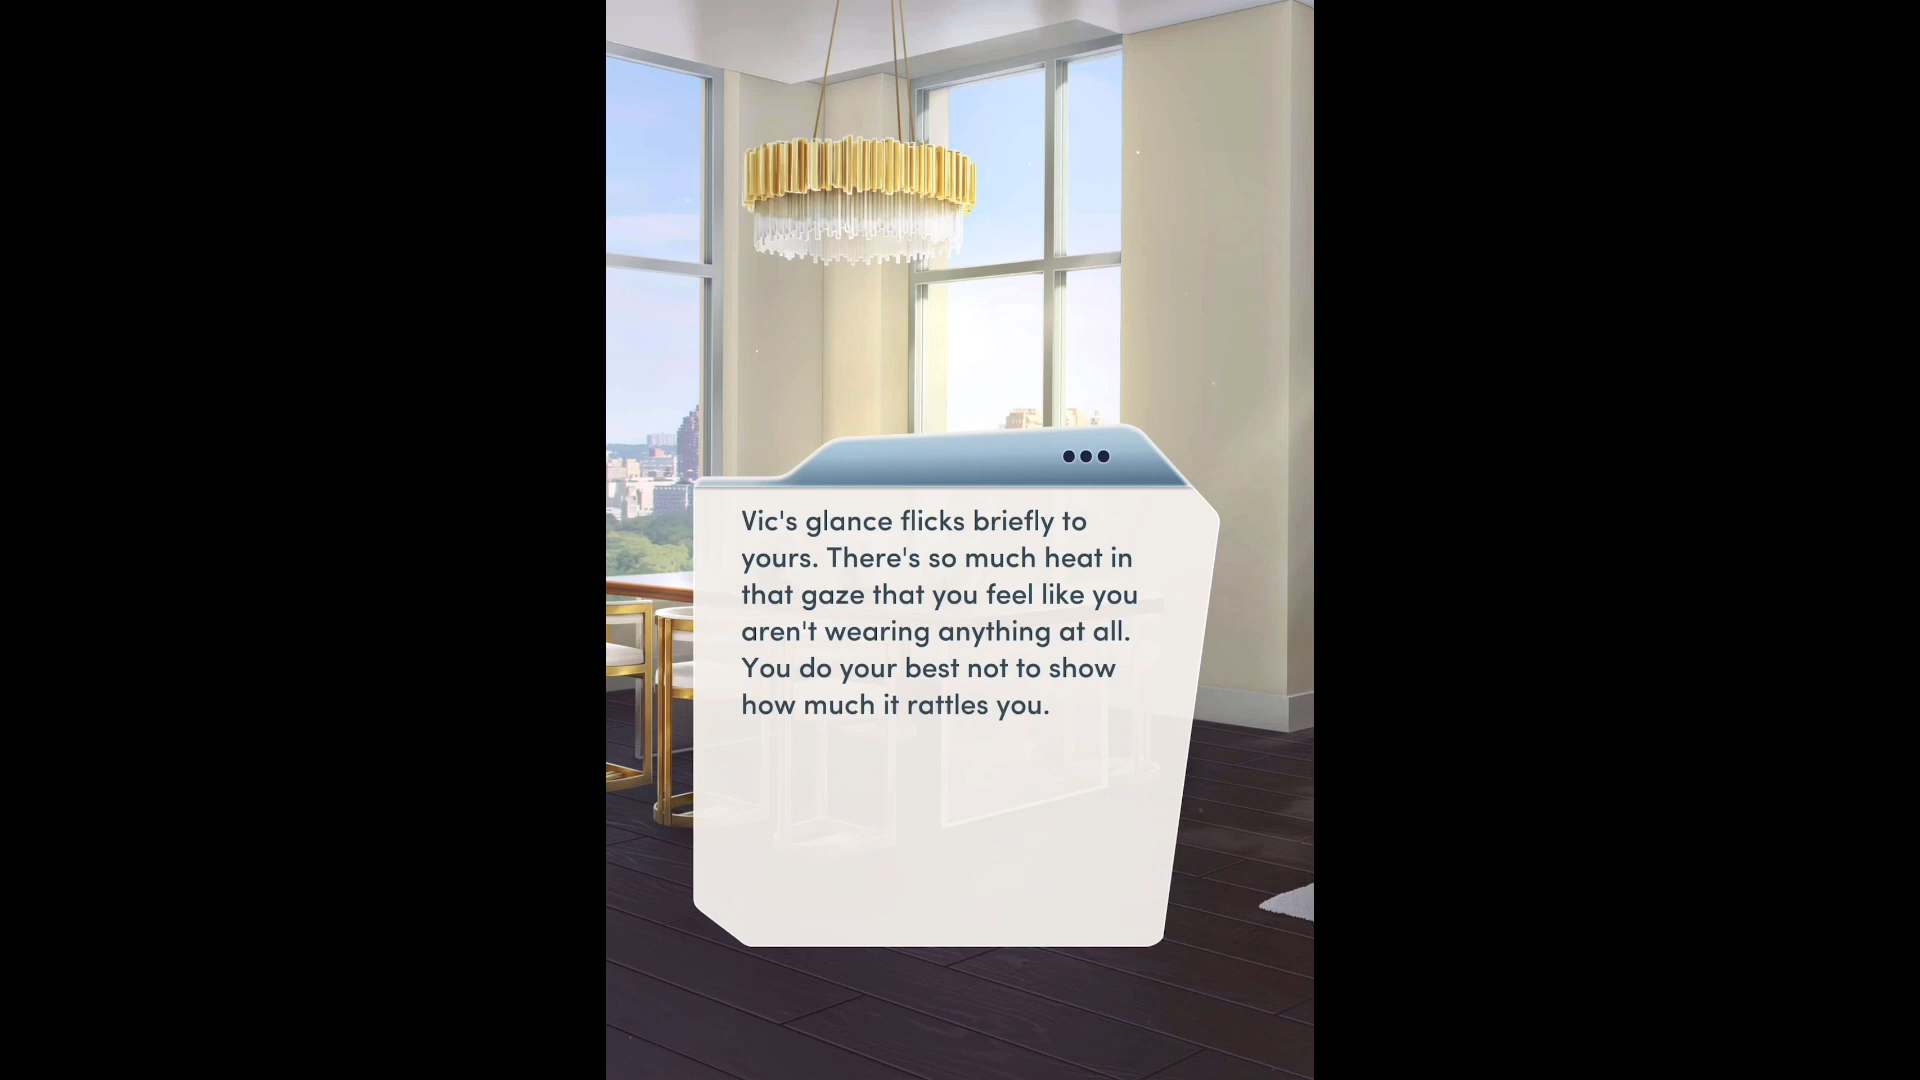 Vic's glance flicks briefly to
yours. There's so much heat in
that gaze that you feel like you
aren't wearing anything at all.
You do your best not to show
how much it rattles you.